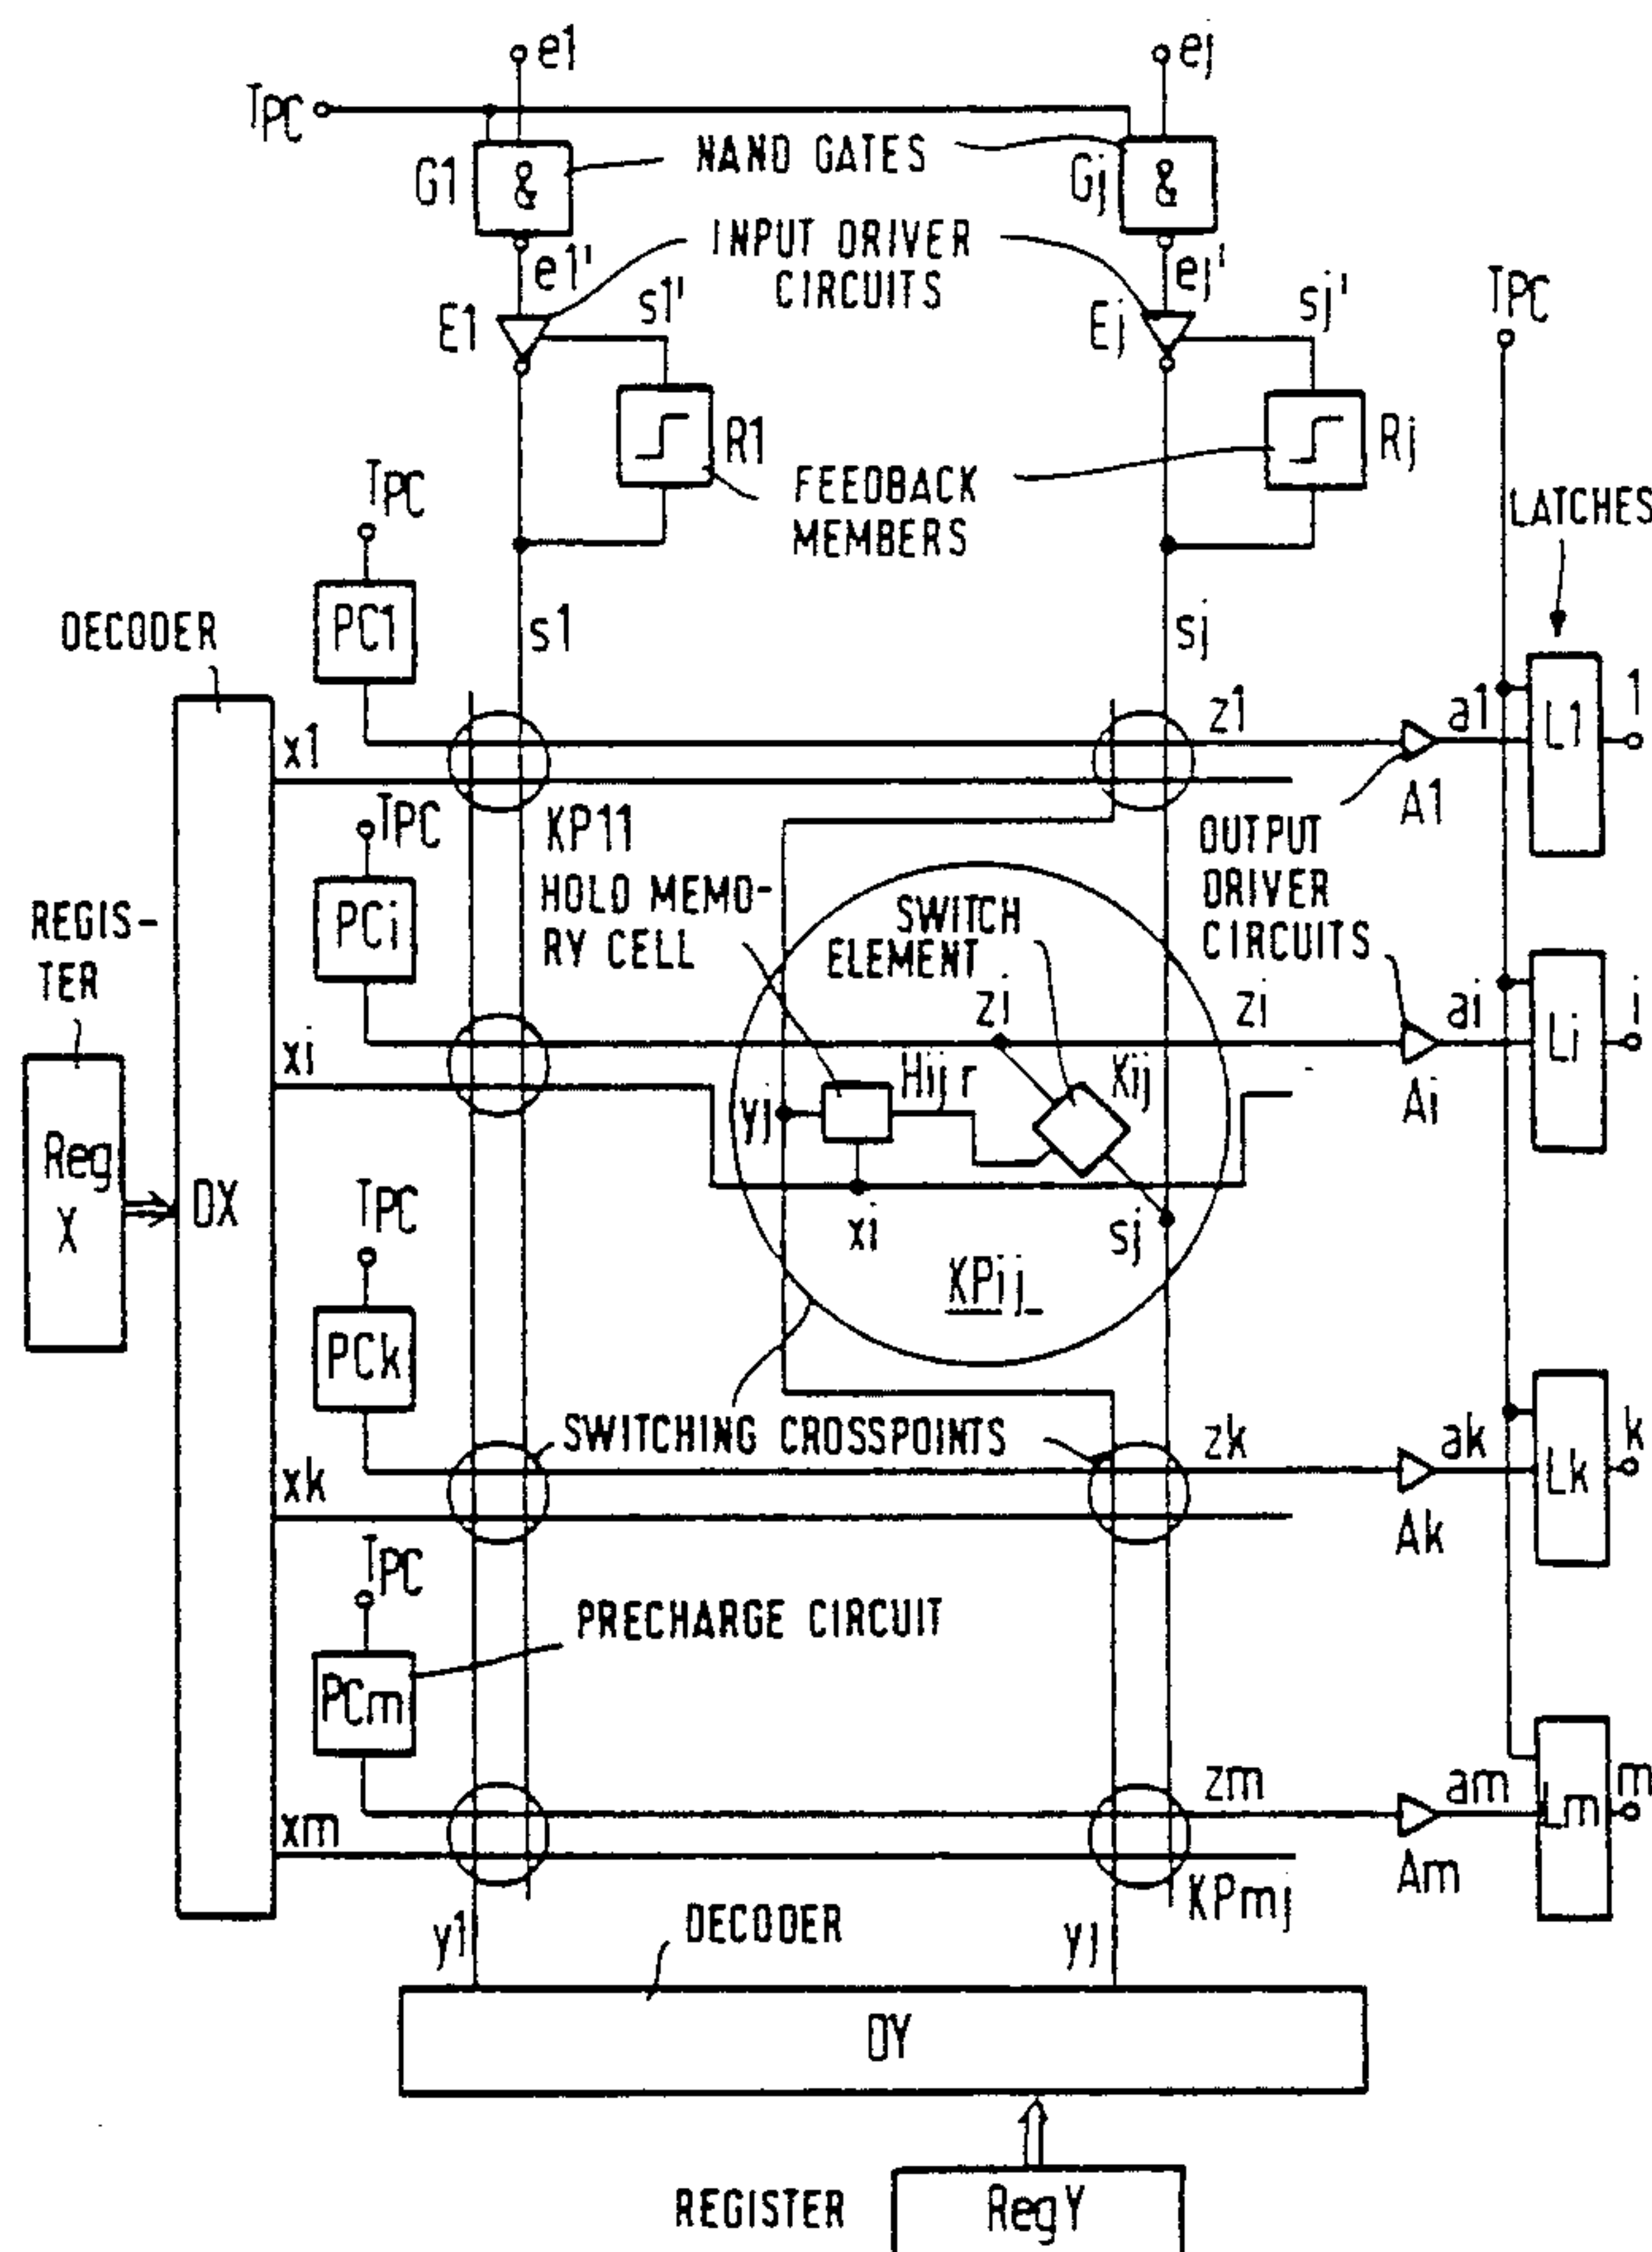 e1
ej
TPC
NAND GATES
G1
&
Gj
&
INPUT DRIVER
CIRCUITS
e1'
ej'
TPC
E1
s1'
Ej
sj'
R1
Rj
FEEDBACK
MEMBERS
LATCHES
TPC
DECODER
PC1
s1
sj
x1
z1
a1
L1
1
A1
TPC
KP11
OUTPUT
DRIVER
CIRCUITS
HOLD MEMO-
RY CELL
SWITCH
ELEMENT
REGIS-
TER
PCi
xi
zi
zi
ai
Li
i
Ai
yj
Hij
r
Kij
Reg
X
DX
TPC
xi
sj
KPij
PCk
SWITCHING CROSSPOINTS
xk
zk
ak
Lk
k
Ak
TPC
PRECHARGE CIRCUIT
PCm
xm
zm
am
Lm
m
Am
KPmj
y1
DECODER
yj
DY
REGISTER
RegY